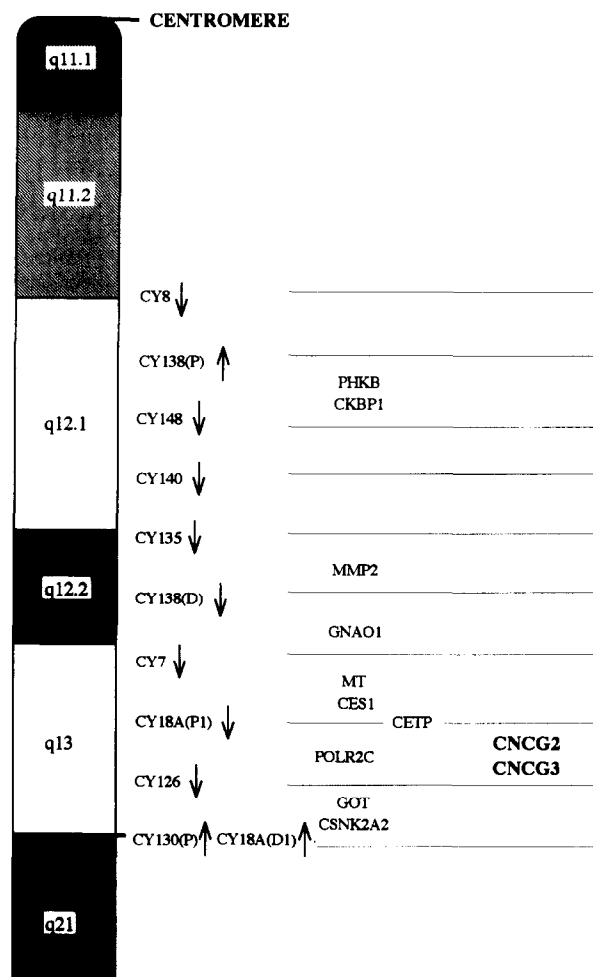 CENTROMERE
q11.1
q11.2
CY8
CY138(P)
PHKB
CKBP1
q12.1
CY148
CY140
CY135
MMP2
q12.2
CY138(D)
GNAO1
CY7
MT
CES1
CY18A(P1)
CETP
q13
POLR2C
CNCG2
CNCG3
CY126
GOT
CSNK2A2
CY130(P) CY18A(D1)
q21